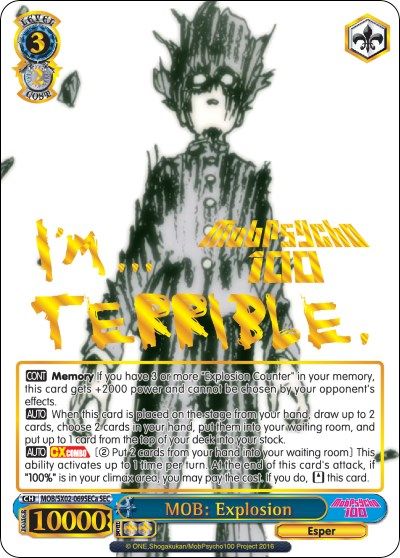 LEVEL
3
2
COST
I'm...
MobPsycho
100
TERRIBLE.
CONT Memory If you have 3 or more "Explosion Counter" in your memory,
this card gets +2000 power and cannot be chosen by your opponent's
effects.
AUTO When this card is placed on the stage from your hand, draw up to 2
cards, choose 2 cards in your hand, put them into your waiting room, and
put up to 1 card from the top of your deck into your stock.
AUTO CXCOMBO [② Put 2 cards from your hand into your waiting room] This
ability activates up to 1 time per turn. At the end of this card's attack, if
"100%" is in your climax area, you may pay the cost. If you do, [↑] this card.
CH MOB/SX02-069SECa SEC
MobPsycho
100
POWER 10000 SOUL MOB: Explosion
Esper
© ONE,Shogakukan/MobPsycho100 Project 2016